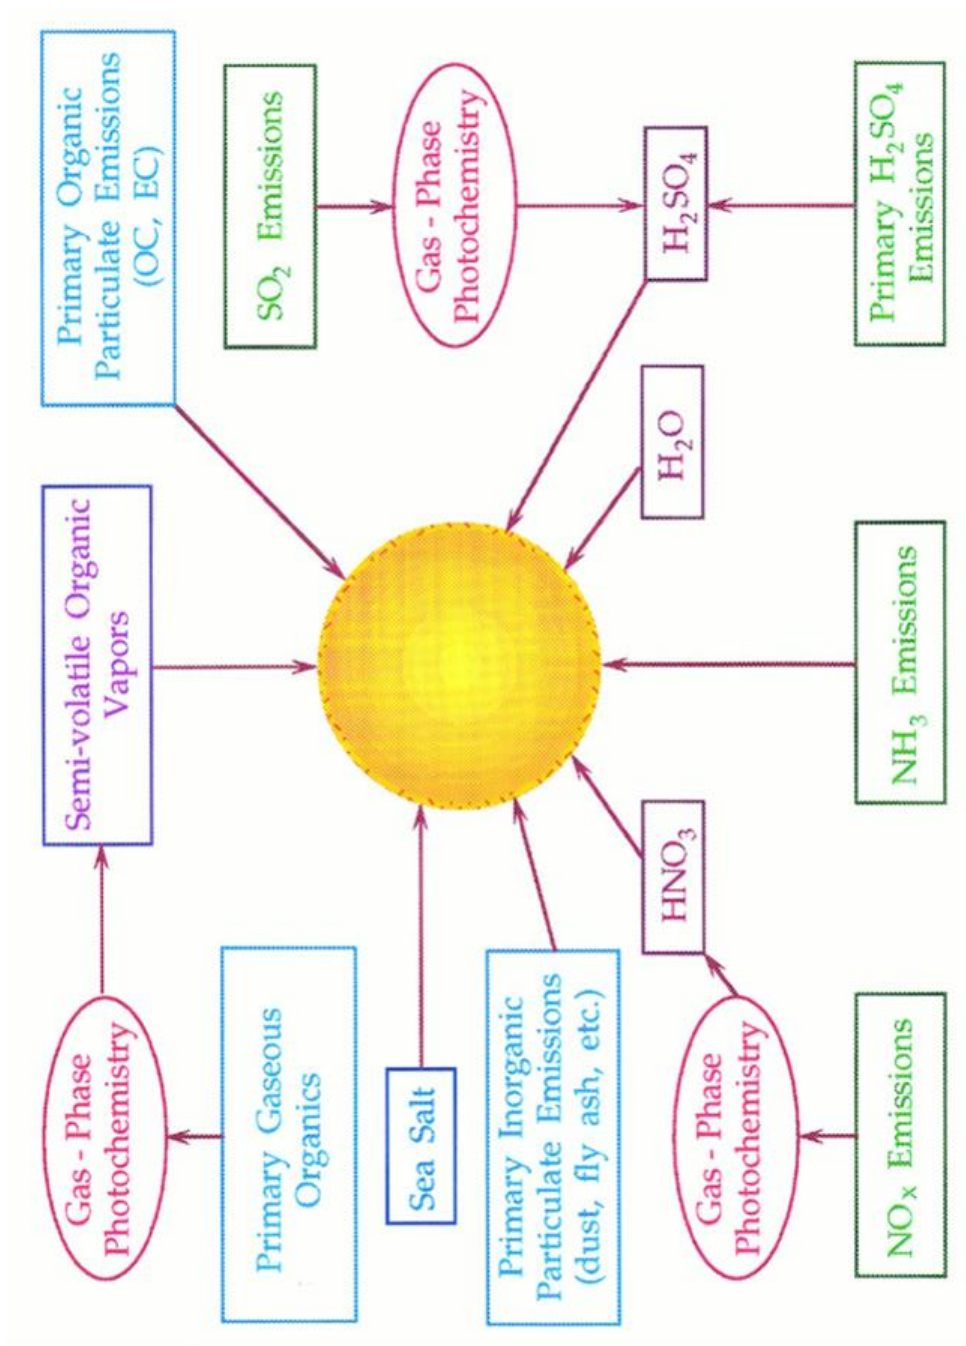 Gas - Phase
Photochemistry
Semi-volatile Organic
Vapors
Primary Organic
Particulate Emissions
(OC, EC)
Primary Gaseous
Organics
SO₂ Emissions
Sea Salt
Gas - Phase
Photochemistry
Primary Inorganic
Particulate Emissions
(dust, fly ash, etc.)
Gas - Phase
Photochemistry
HNO₃
H₂O
H₂SO₄
NOₓ Emissions
NH₃ Emissions
Primary H₂SO₄
Emissions